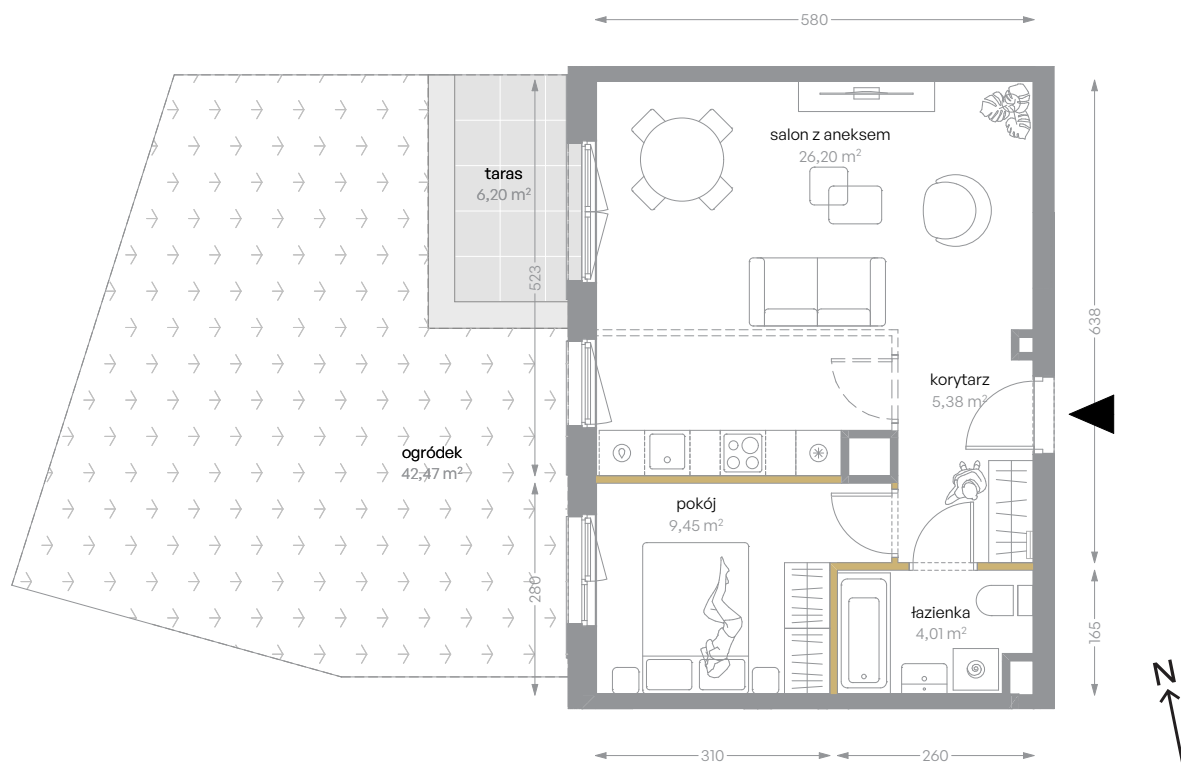 580
salon z aneksem
26,20 m²
taras
6,20 m²
523
638
korytarz
5,38 m²
ogródek
42,47 m²
pokój
9,45 m²
280
łazienka
4,01 m²
165
N
310
260